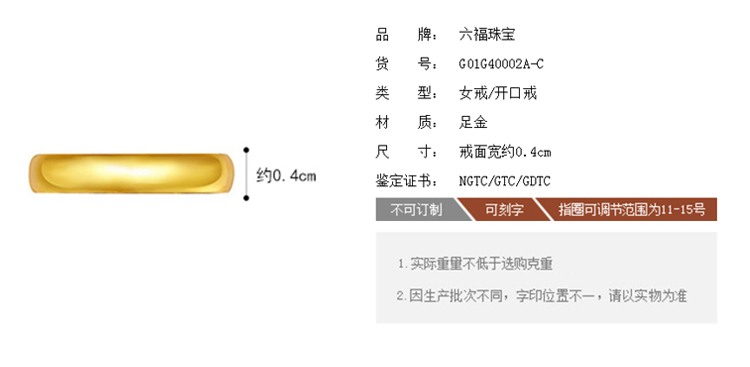 品 牌： 六福珠宝
货 号： G01G40002A-C
类 型： 女戒/开口戒
材 质： 足金
尺 寸： 戒面宽约0.4cm
约0.4cm
鉴定证书： NGTC/GTC/GDTC
不可订制 可刻字 指圈可调节范围为11-15号
1.实际重量不低于选购克重
2.因生产批次不同，字印位置不一，请以实物为准